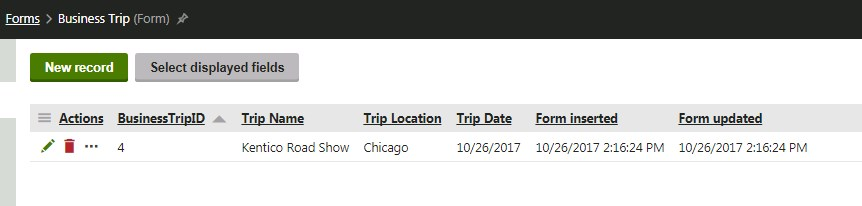 Forms > Business Trip (Form)
New record Select displayed fields
Actions BusinessTripID Trip Name Trip Location Trip Date Form inserted Form updated
4 Kentico Road Show Chicago 10/26/2017 10/26/2017 2:16:24 PM 10/26/2017 2:16:24 PM